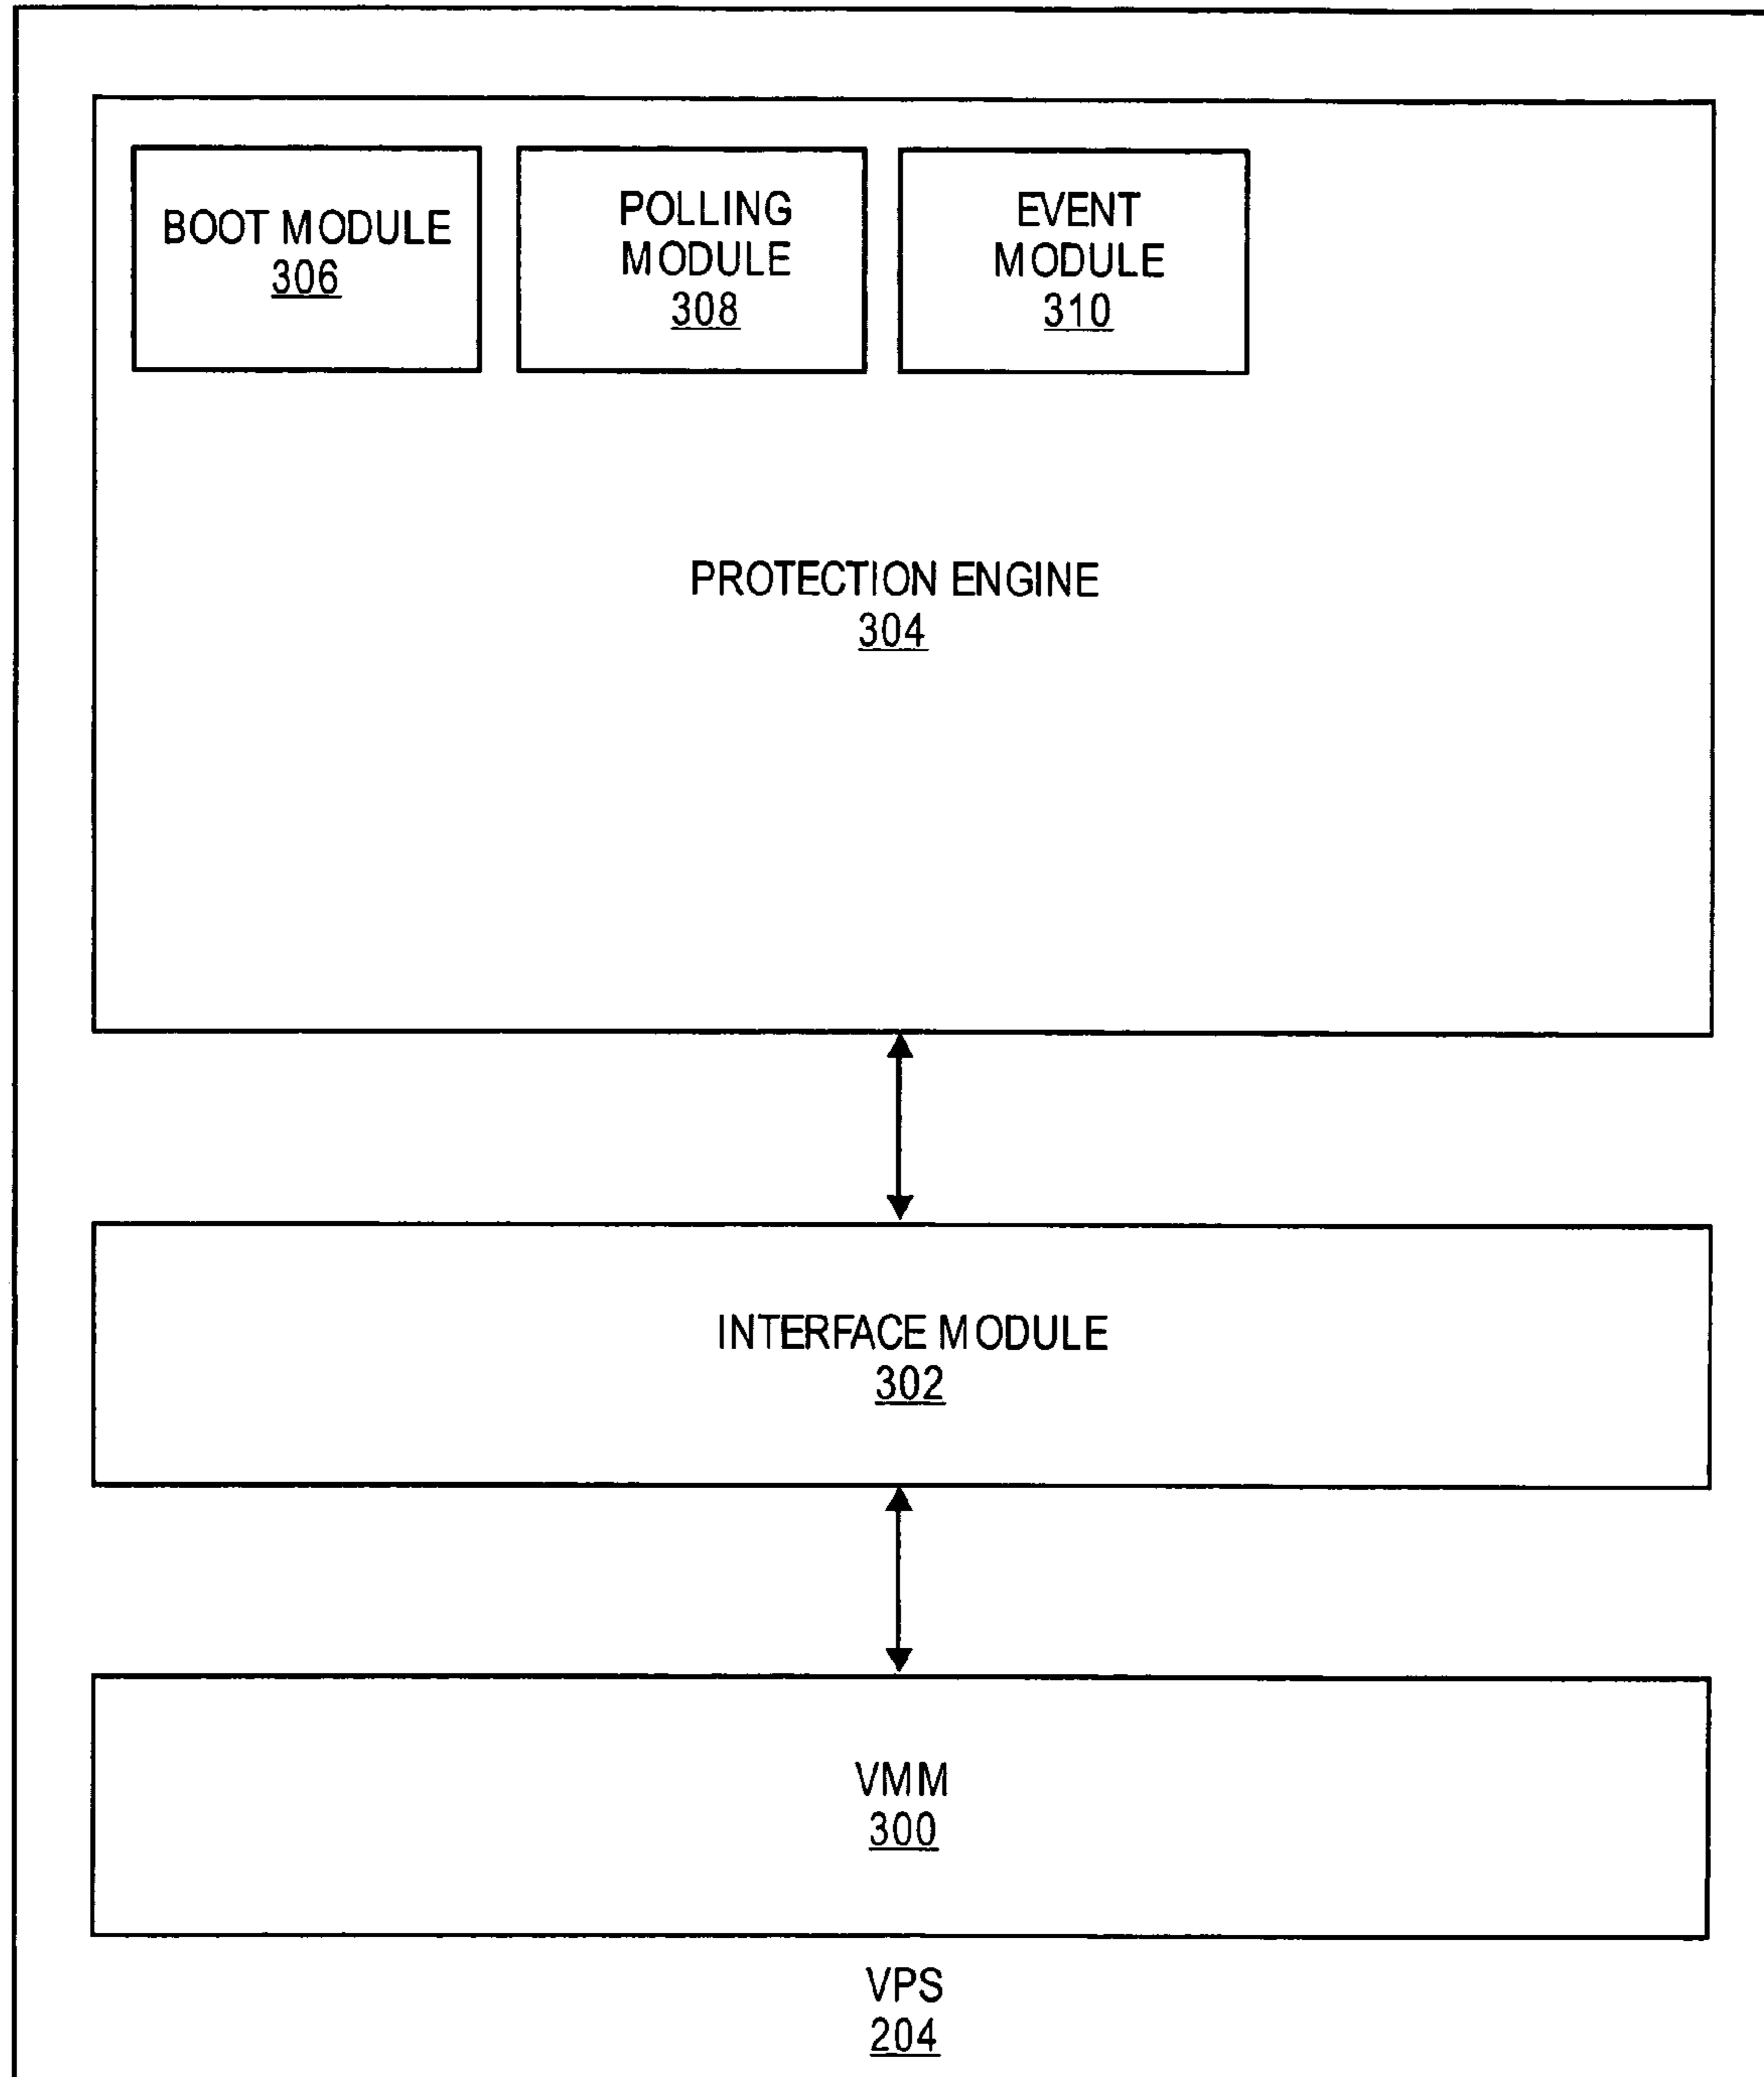 BOOT MODULE
306
POLLING
MODULE
308
EVENT
MODULE
310
PROTECTION ENGINE
304
INTERFACE MODULE
302
VMM
300
VPS
204